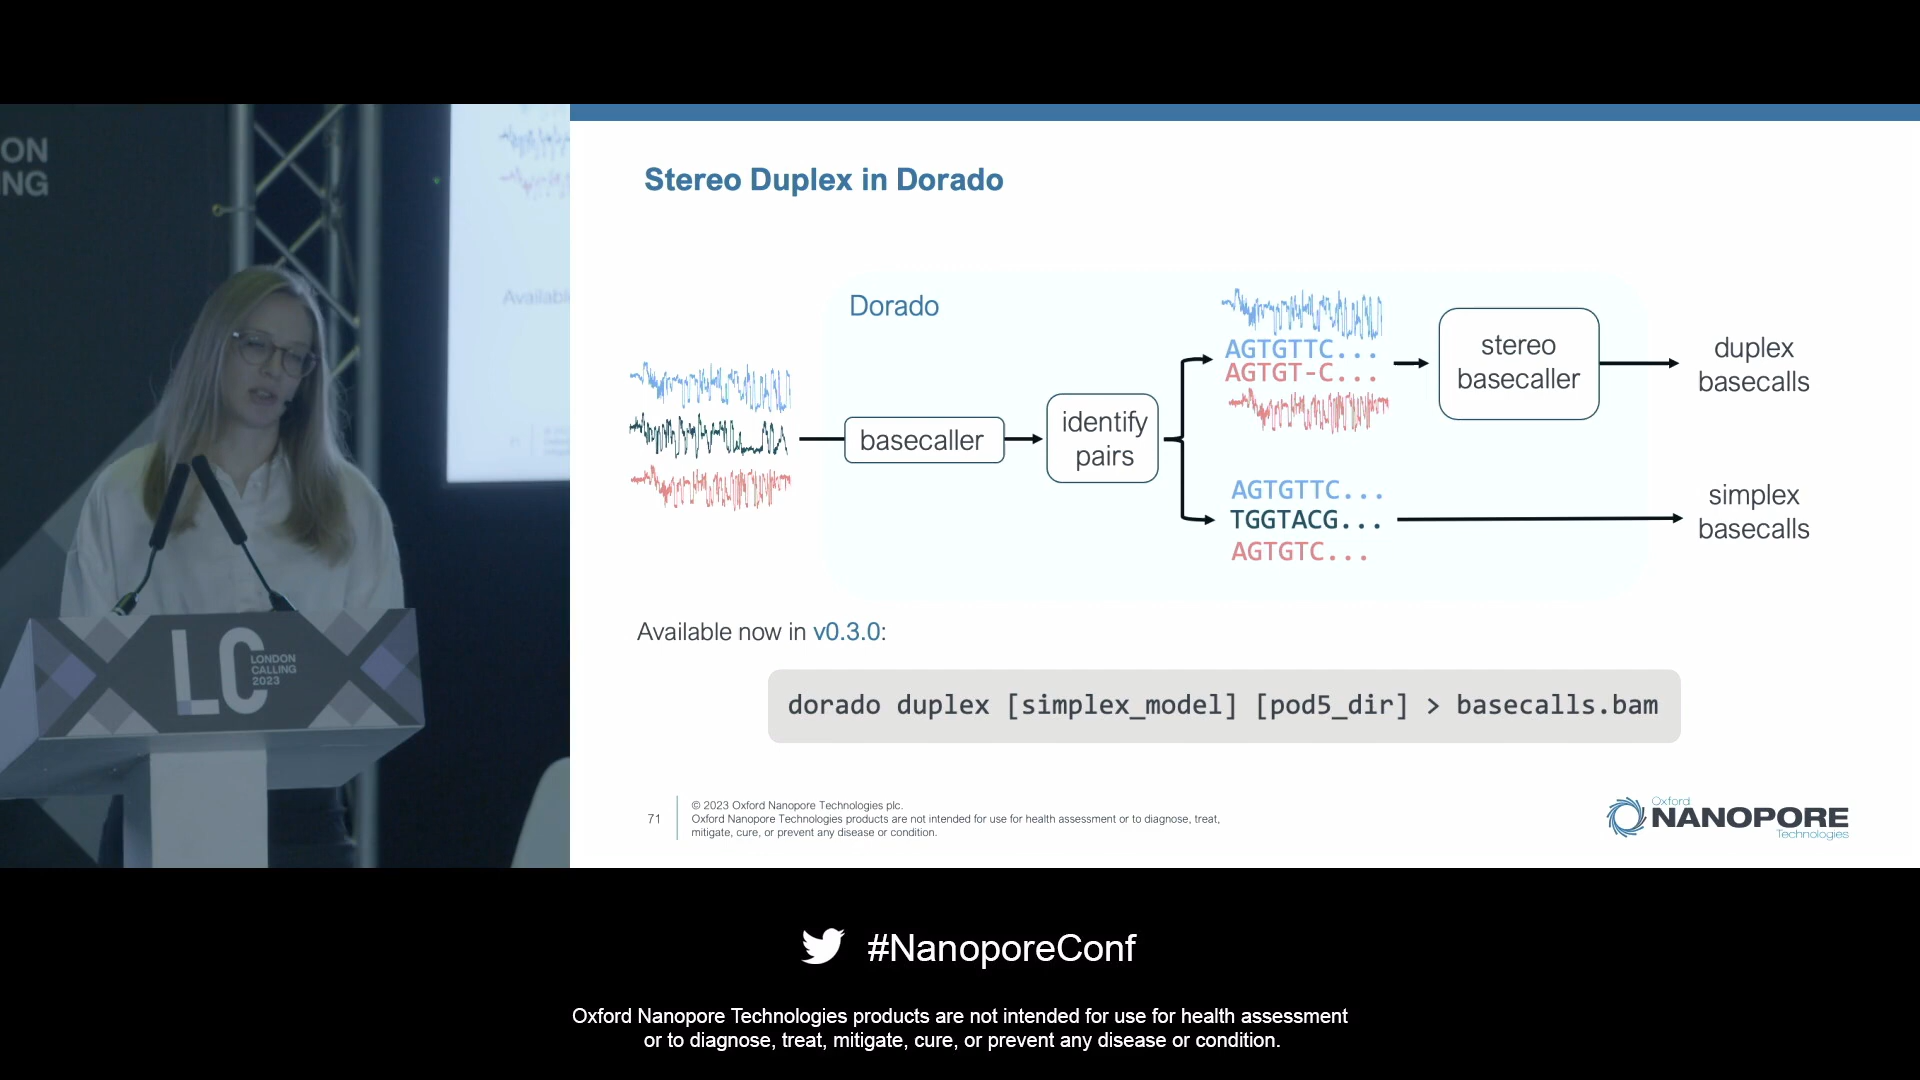 ON
NG
Availabl
LC
LONDON
CALLING
2023
Stereo Duplex in Dorado
Dorado
basecaller
identify
pairs
AGTGTTC...
AGTGT-C...
stereo
basecaller
duplex
basecalls
AGTGTTC...
TGGTACG...
AGTGTC...
simplex
basecalls
Available now in v0.3.0:
dorado duplex [simplex_model] [pod5_dir] > basecalls.bam
71
© 2023 Oxford Nanopore Technologies plc.
Oxford Nanopore Technologies products are not intended for use for health assessment or to diagnose, treat,
mitigate, cure, or prevent any disease or condition.
Oxford
NANOPORE
Technologies
#NanoporeConf
Oxford Nanopore Technologies products are not intended for use for health assessment
or to diagnose, treat, mitigate, cure, or prevent any disease or condition.